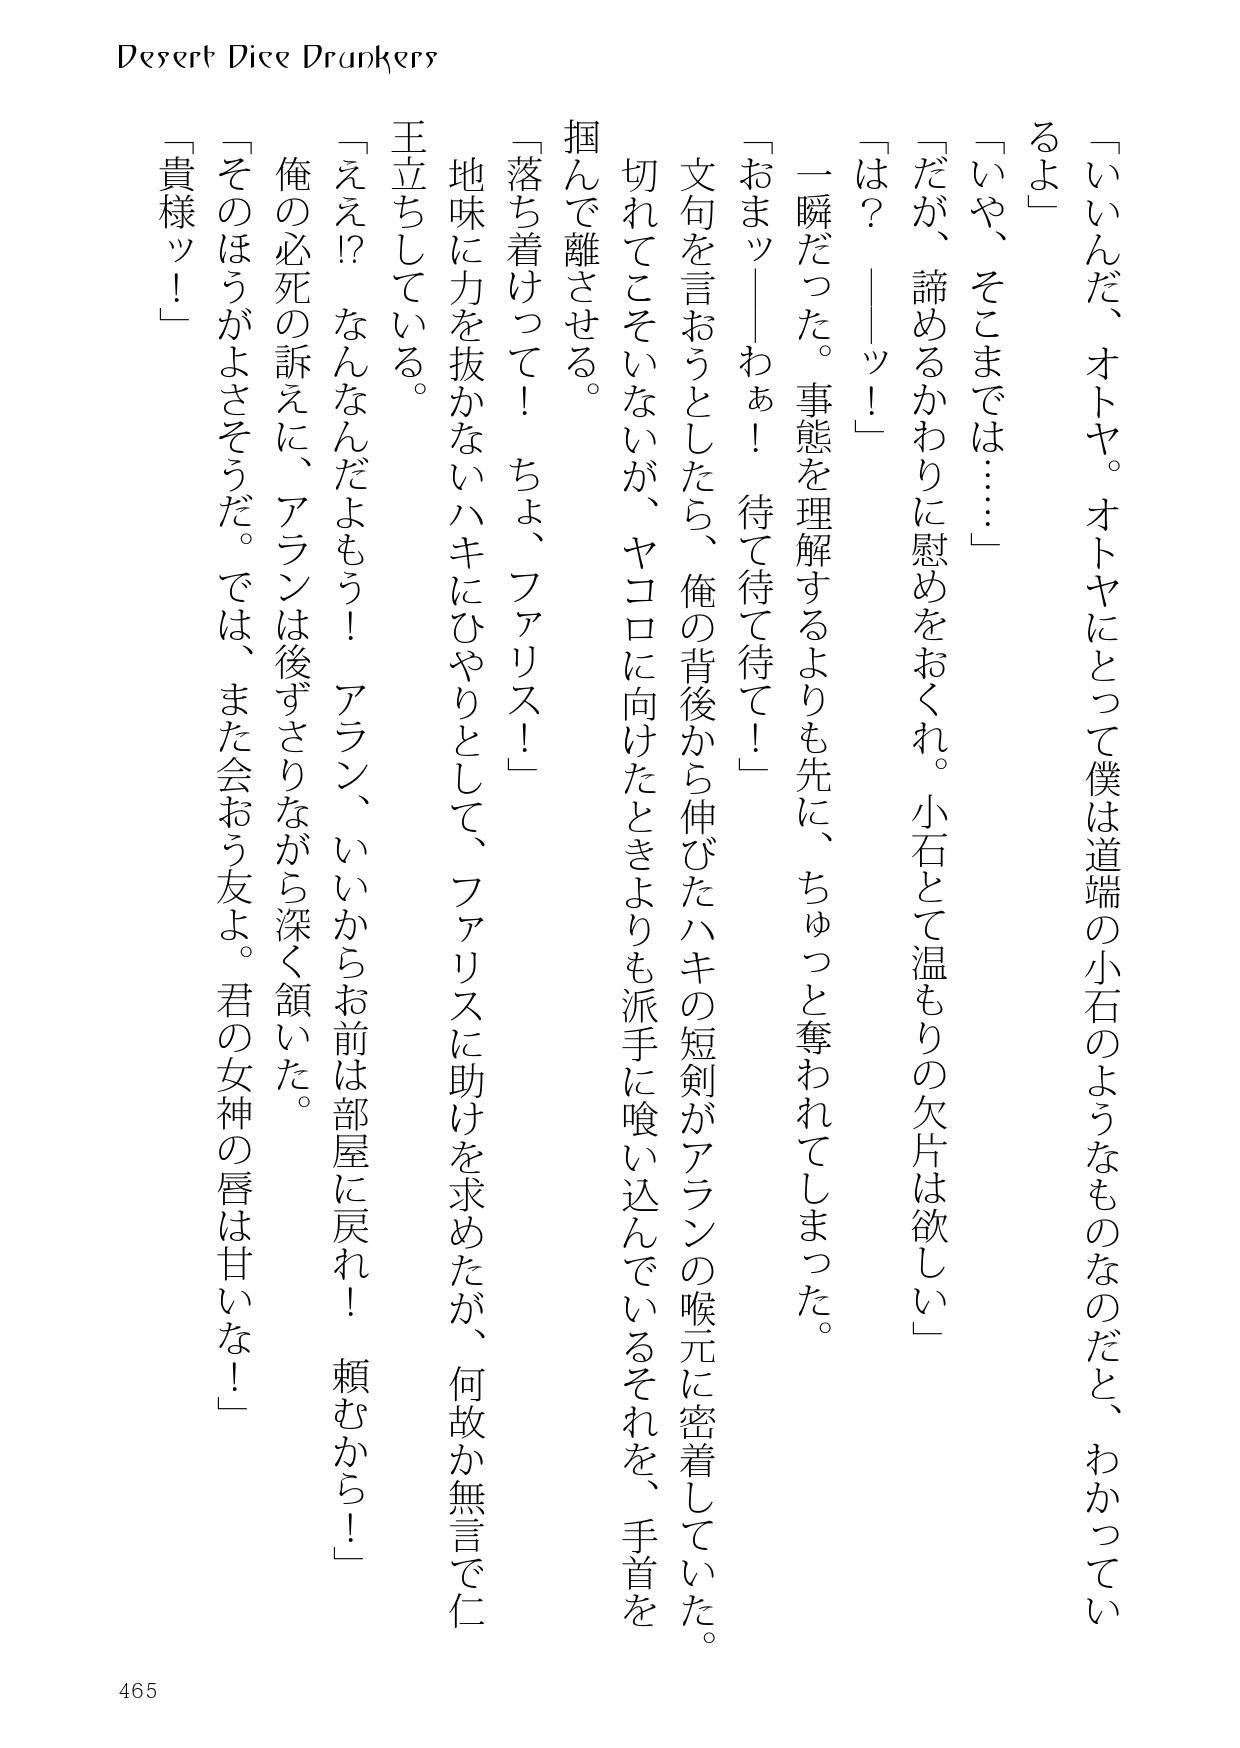 Desert Dice Drunkers
「いいんだ、オトヤ。オトヤにとって僕は道端の小石のようなものなのだと、わかってい
るよ」
「いや、そこまでは……」
「だが、諦めるかわりに慰めをおくれ。小石とて温もりの欠片は欲しい」
「は？　――ッ！」
　一瞬だった。事態を理解するよりも先に、ちゅっと奪われてしまった。
「おまッ――わぁ！　待て待て待て！」
　文句を言おうとしたら、俺の背後から伸びたハキの短剣がアランの喉元に密着していた。
　切れてこそいないが、ヤコロに向けたときよりも派手に喰い込んでいるそれを、手首を
掴んで離させる。
「落ち着けって！　ちょ、ファリス！」
　地味に力を抜かないハキにひやりとして、ファリスに助けを求めたが、何故か無言で仁
王立ちしている。
「ええ!?　なんなんだよもう！　アラン、いいからお前は部屋に戻れ！　頼むから！」
　俺の必死の訴えに、アランは後ずさりながら深く頷いた。
「そのほうがよさそうだ。では、また会おう友よ。君の女神の唇は甘いな！」
「貴様ッ！」
465